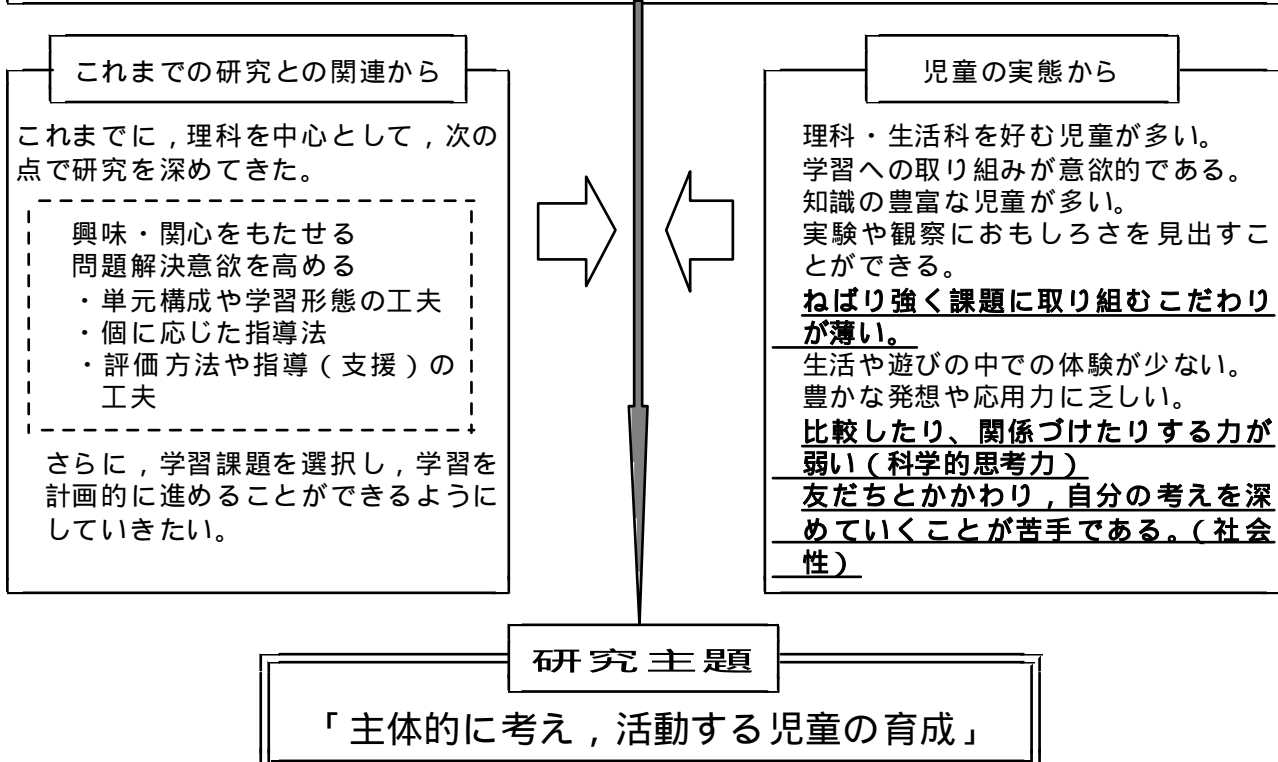 これまでの研究との関連から
これまでに,理科を中心として,次の
点で研究を深めてきた。
興味・関心をもたせる
問題解決意欲を高める
・単元構成や学習形態の工夫
・個に応じた指導法
・評価方法や指導(支援)の
工夫
さらに,学習課題を選択し,学習を
計画的に進めることができるように
していきたい。
児童の実態から
理科・生活科を好む児童が多い。
学習への取り組みが意欲的である。
知識の豊富な児童が多い。
実験や観察におもしろさを見出すこ
とができる。
ねばり強く課題に取り組むこだわり
が薄い。
生活や遊びの中での体験が少ない。
豊かな発想や応用力に乏しい。
比較したり、関係づけたりする力が
弱い(科学的思考力)
友だちとかかわり,自分の考えを深
めていくことが苦手である。(社会
性)
研究主題
「主体的に考え,活動する児童の育成」